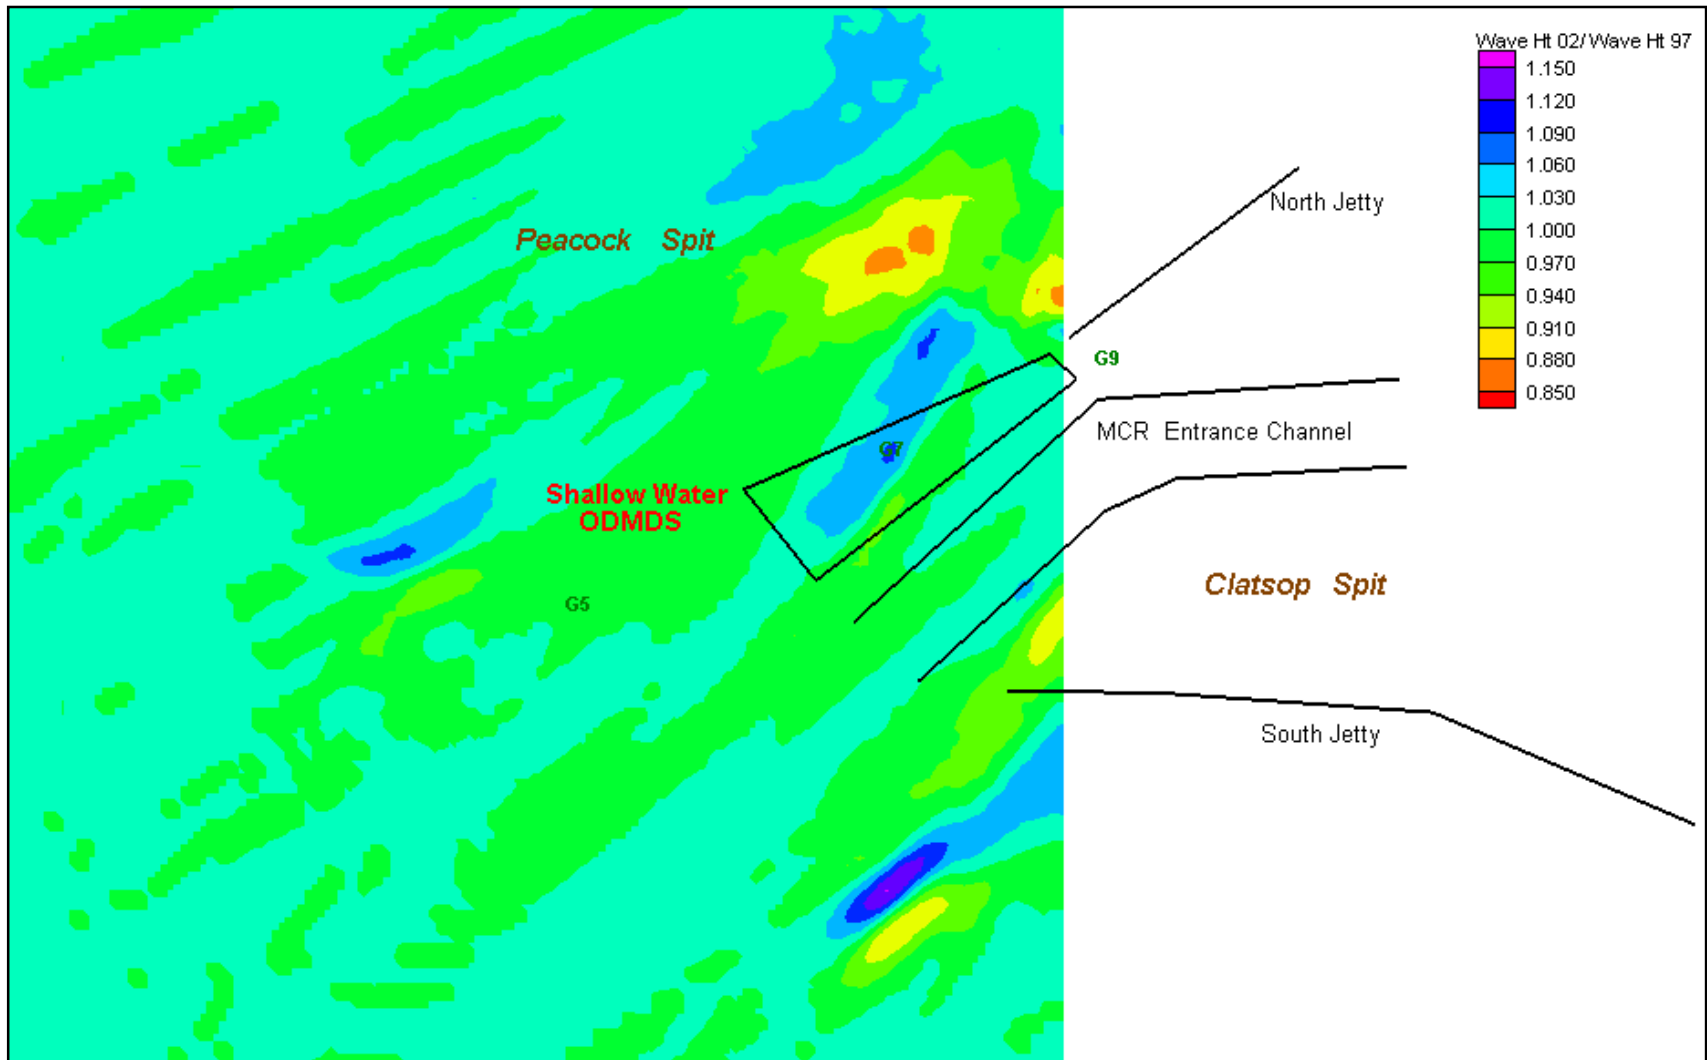 Wave Ht 02/ Wave Ht 97
1.150
1.120
1.090
1.060
1.030
1.000
0.970
0.940
0.910
0.880
0.850
North Jetty
Peacock Spit
G9
MCR Entrance Channel
G7
Shallow Water
ODMDS
Clatsop Spit
G5
South Jetty